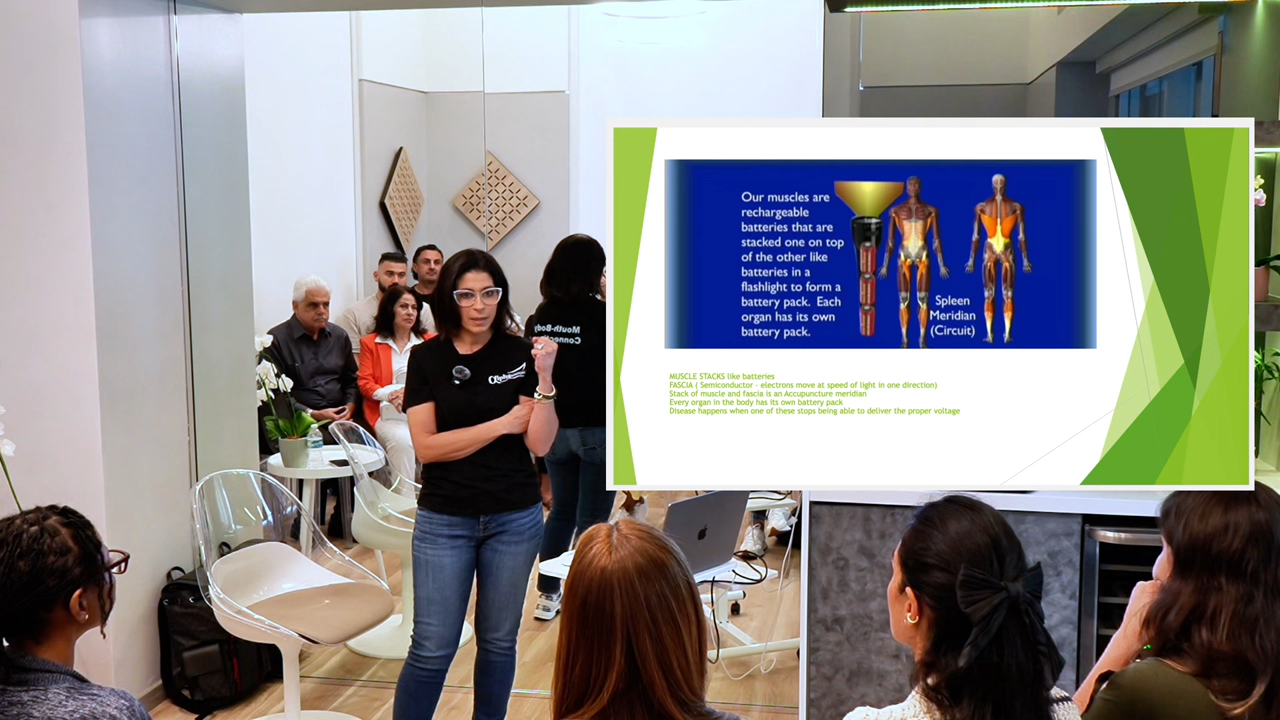 Our muscles are
rechargeable
batteries that are
stacked one on top
of the other like
batteries in a
flashlight to form a
battery pack. Each
organ has its own
battery pack.
Spleen
Meridian
(Circuit)
MUSCLE STACKS like batteries
FASCIA ( Semiconductor - electrons move at speed of light in one direction)
Stack of muscle and fascia is an Accupuncture meridian
Every organ in the body has its own battery pack
Disease happens when one of these stops being able to deliver the proper voltage
Mouth-Body